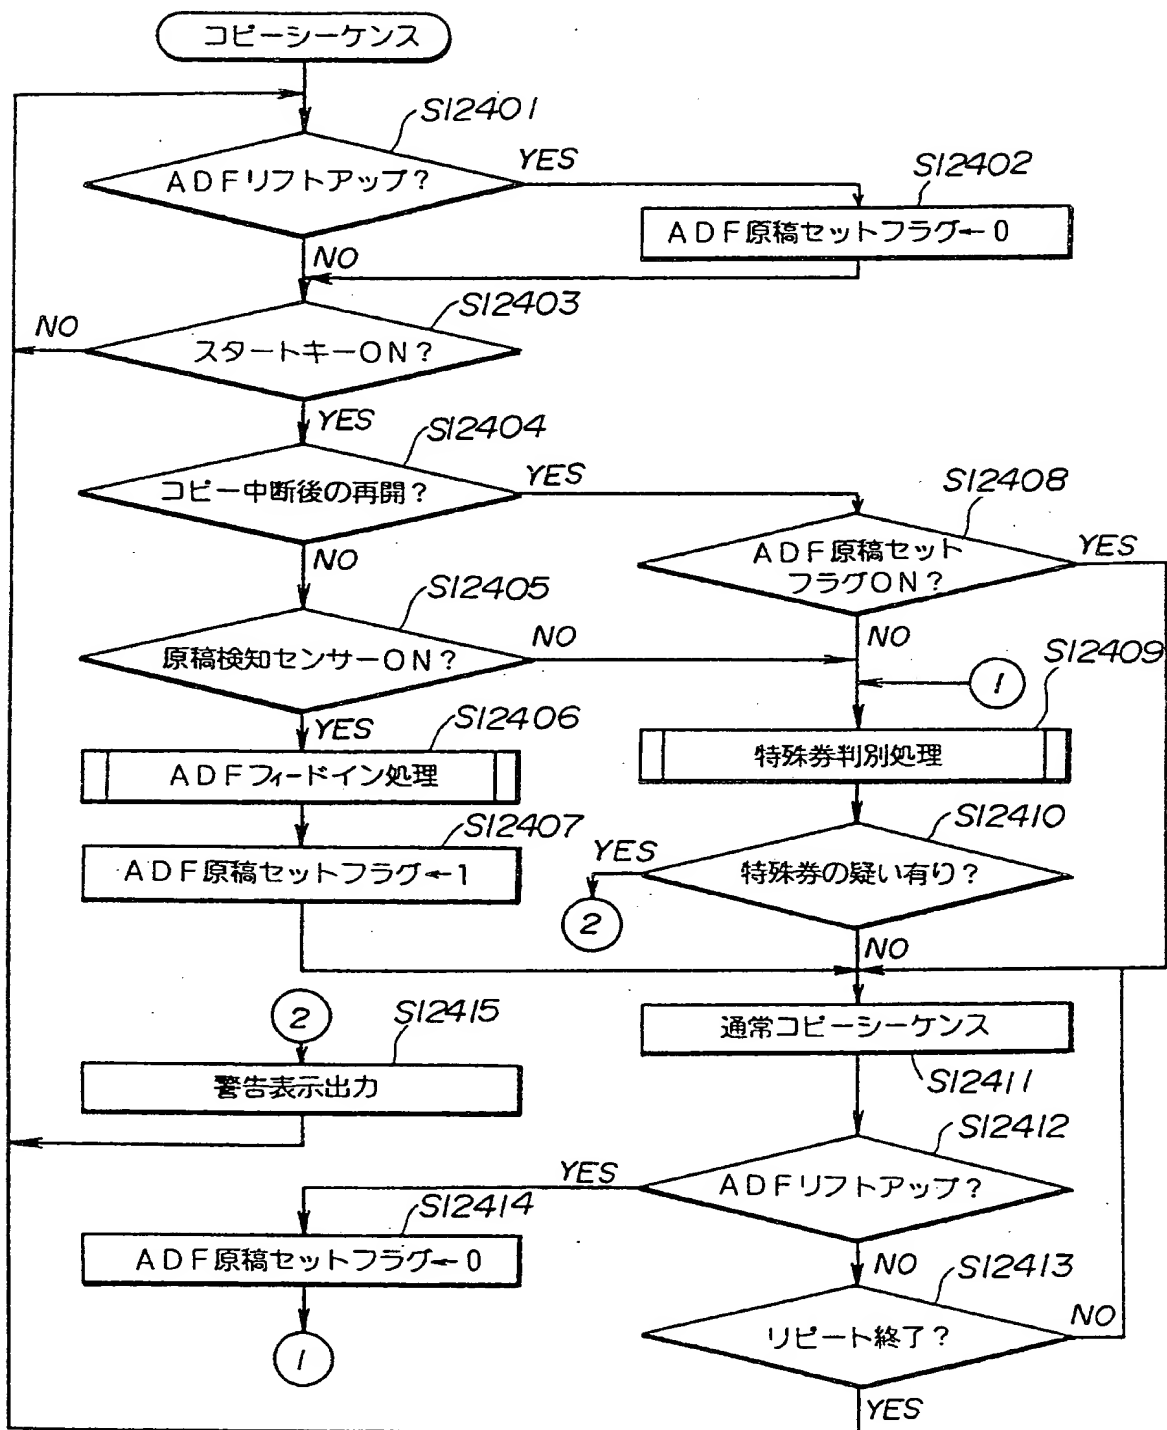 コピーシーケンス
S12401
ADFリフトアップ?
YES
S12402
ADF原稿セットフラグ←0
NO
S12403
NO
スタートキーON?
YES
S12404
コピー中断後の再開?
YES
S12408
ADF原稿セット
フラグON?
YES
NO
S12405
原稿検知センサーON?
NO
NO
S12409
1
YES
S12406
ADFフィードイン処理
特殊券判別処理
S12407
ADF原稿セットフラグ←1
S12410
YES
特殊券の疑い有り?
2
NO
2
S12415
警告表示出力
通常コピーシーケンス
S12411
S12412
YES
ADFリフトアップ?
S12414
ADF原稿セットフラグ←0
NO
S12413
NO
リピート終了?
1
YES